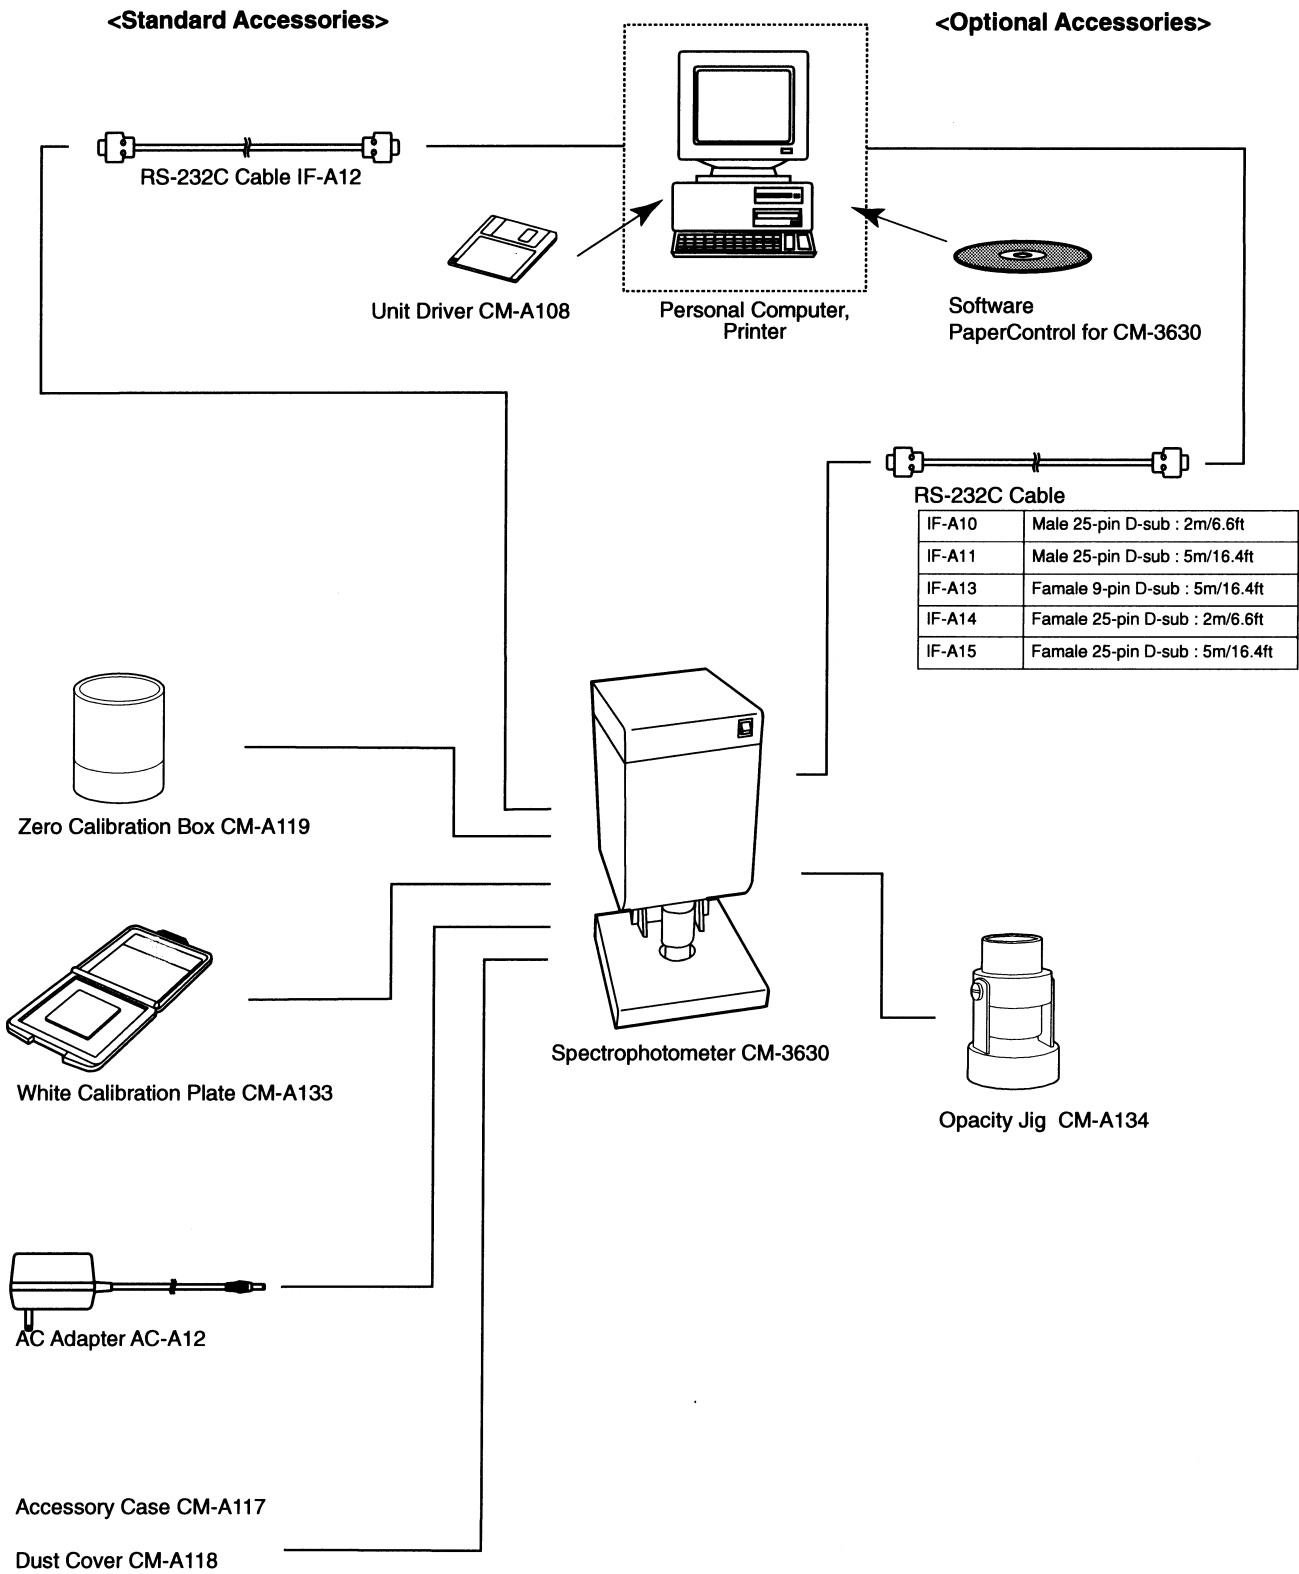 <Standard Accessories>
<Optional Accessories>
RS-232C Cable IF-A12
Unit Driver CM-A108
Personal Computer,
Printer
Software
PaperControl for CM-3630
RS-232C Cable
IF-A10 Male 25-pin D-sub : 2m/6.6ft
IF-A11 Male 25-pin D-sub : 5m/16.4ft
IF-A13 Famale 9-pin D-sub : 5m/16.4ft
IF-A14 Famale 25-pin D-sub : 2m/6.6ft
IF-A15 Famale 25-pin D-sub : 5m/16.4ft
Zero Calibration Box CM-A119
Spectrophotometer CM-3630
White Calibration Plate CM-A133
Opacity Jig CM-A134
AC Adapter AC-A12
Accessory Case CM-A117
Dust Cover CM-A118